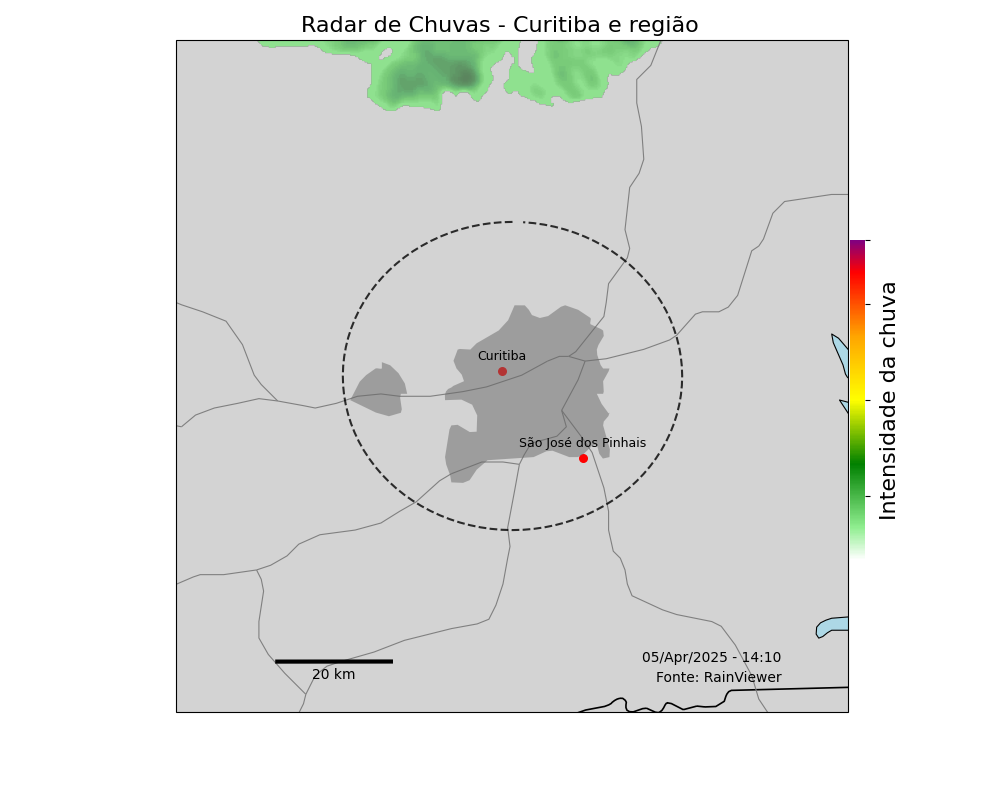 Radar de Chuvas - Curitiba e região
Curitiba
São José dos Pinhais
Intensidade da chuva
05/Apr/2025 - 14:10
Fonte: RainViewer
20 km